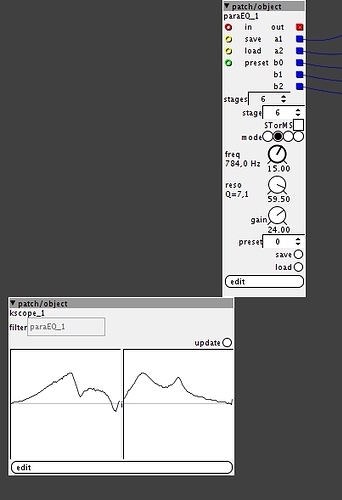 patch/object
paraEQ_1
in out
save a1
load a2
preset b0
b1
b2
stages 6
stage 6
STorMS
mode
freq
784,0 Hz
15.00
reso
Q=7,1
59.50
gain
24.00
preset 0
save
load
edit
patch/object
kscope_1
filter paraEQ_1
update
edit